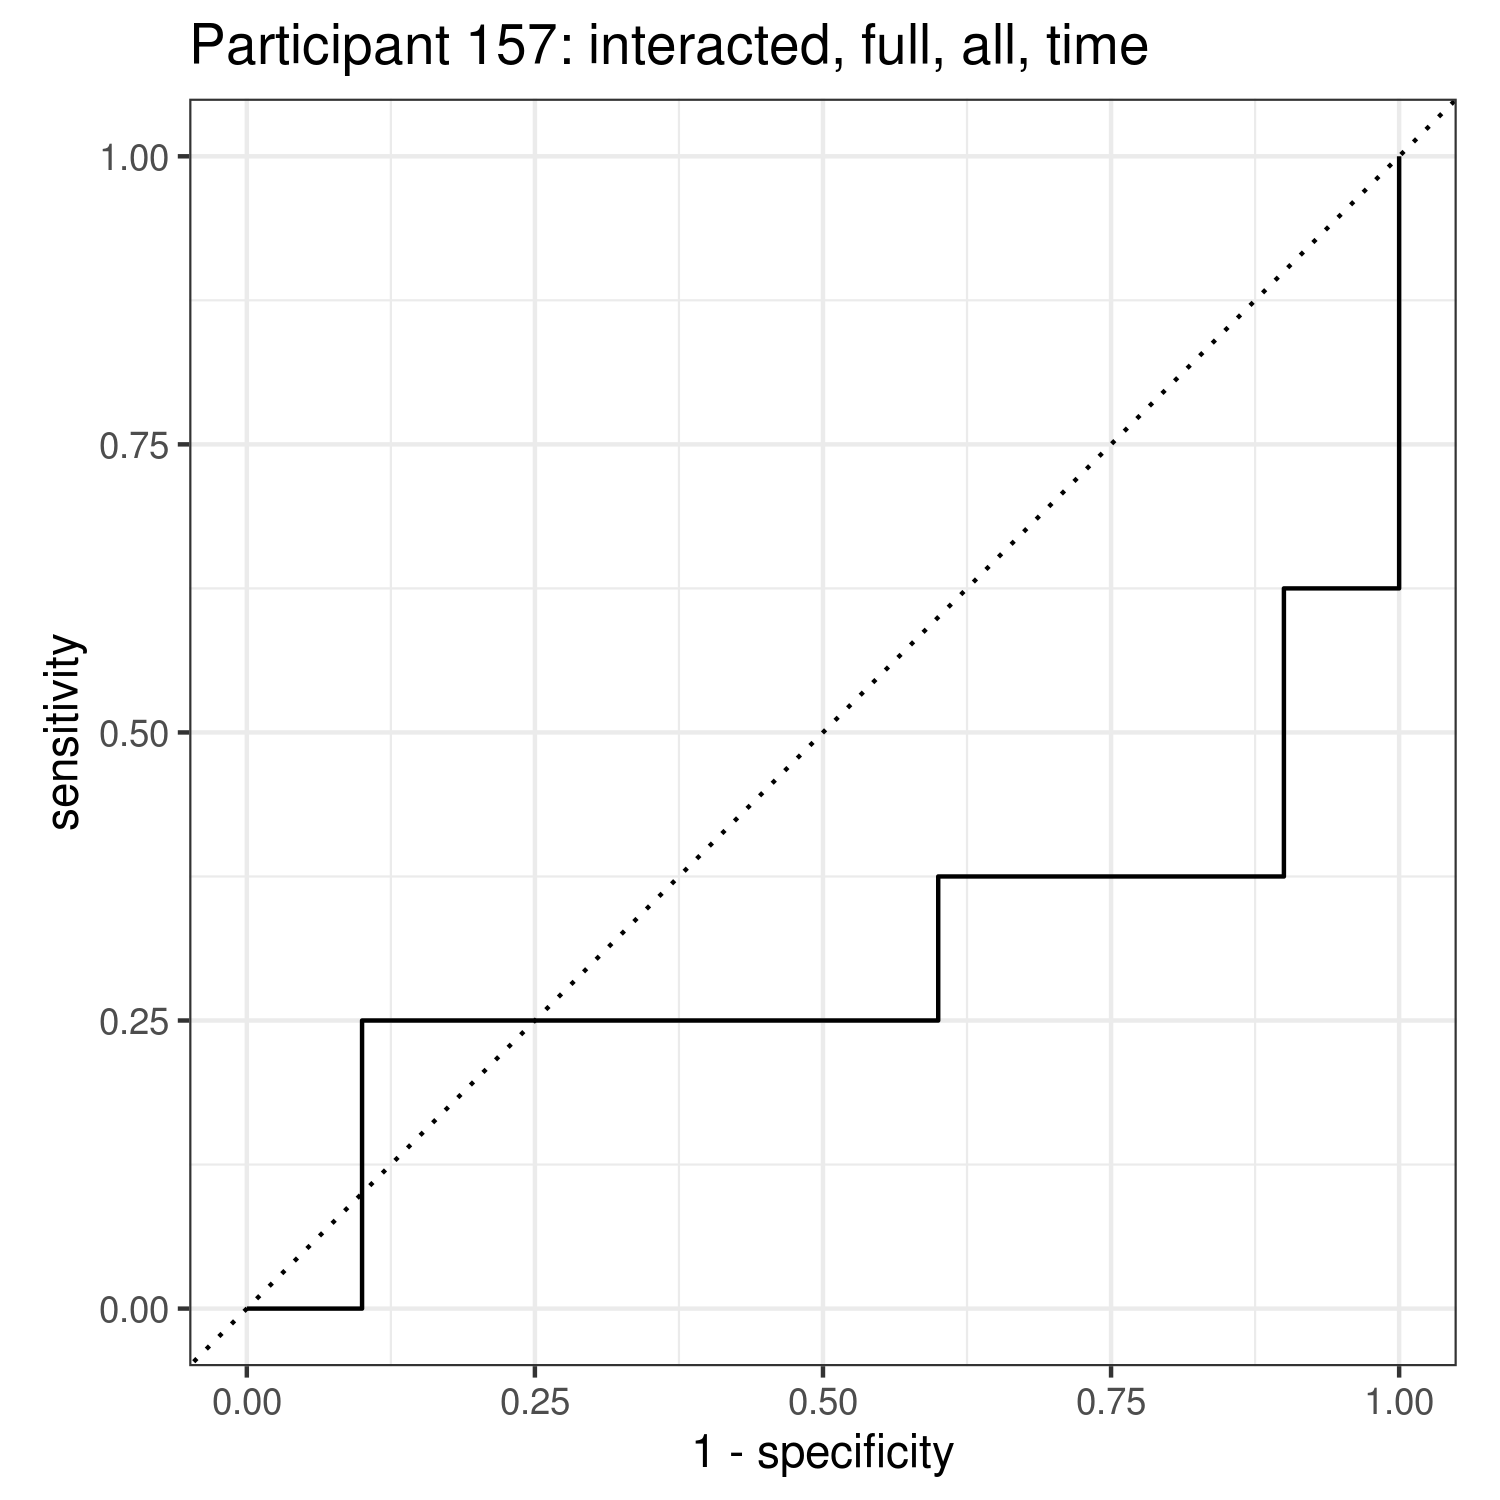 Participant 157: interacted, full, all, time
1.00
0.75
0.50
0.25
0.00
sensitivity
0.00 0.25 0.50 0.75 1.00
1 - specificity